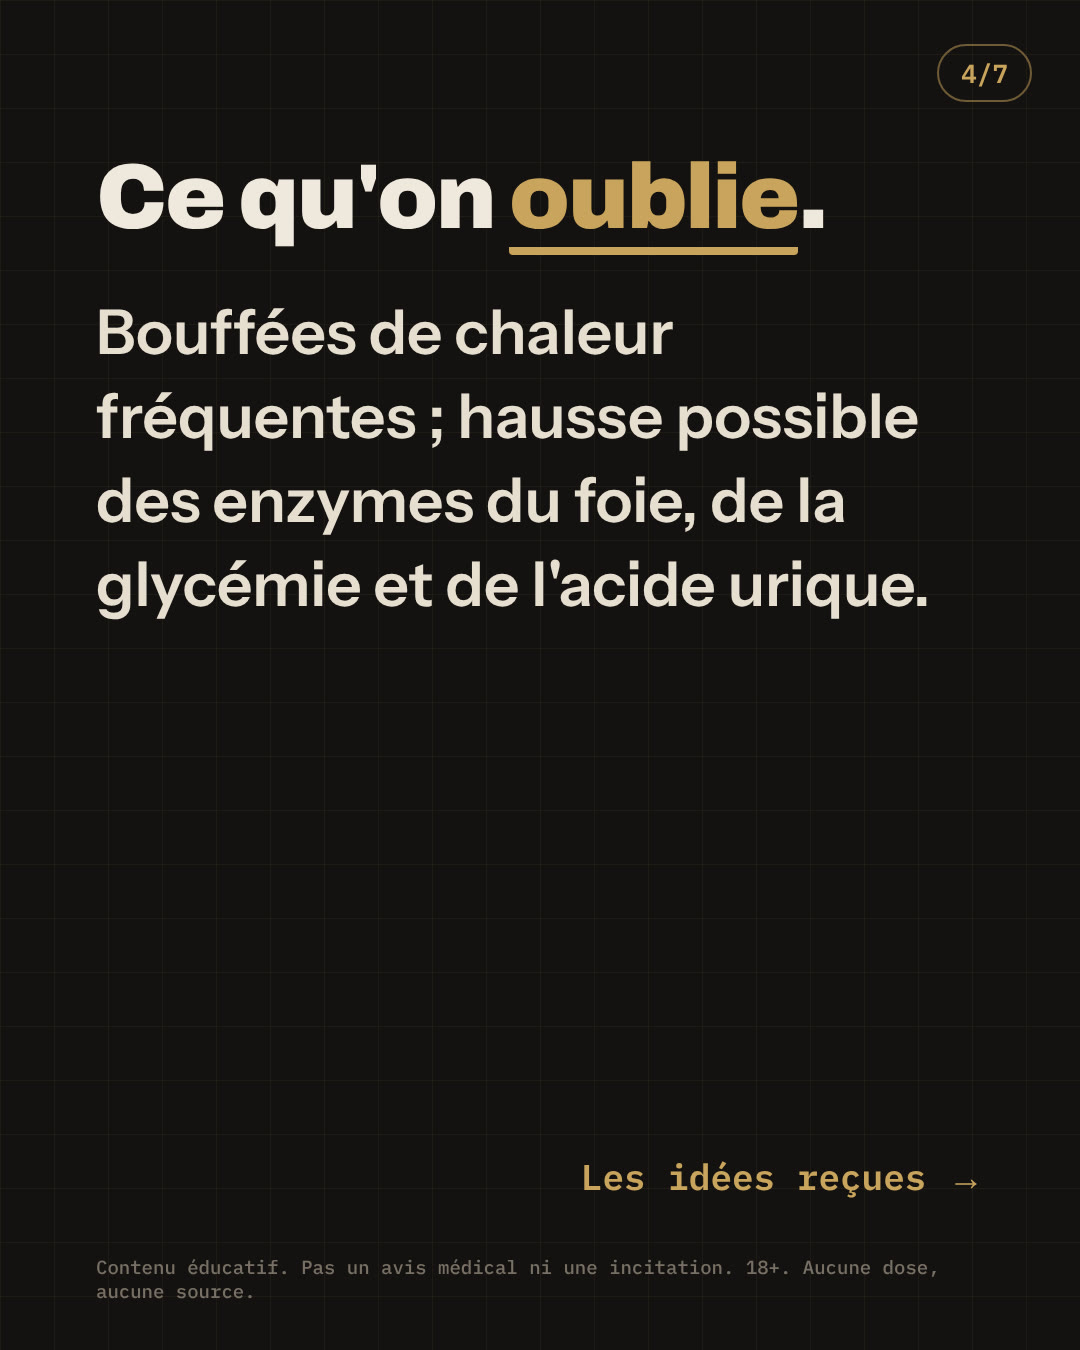 4/7
Ce qu'on oublie.
Bouffées de chaleur
fréquentes ; hausse possible
des enzymes du foie, de la
glycémie et de l'acide urique.
Les idées reçues →
Contenu éducatif. Pas un avis médical ni une incitation. 18+. Aucune dose,
aucune source.